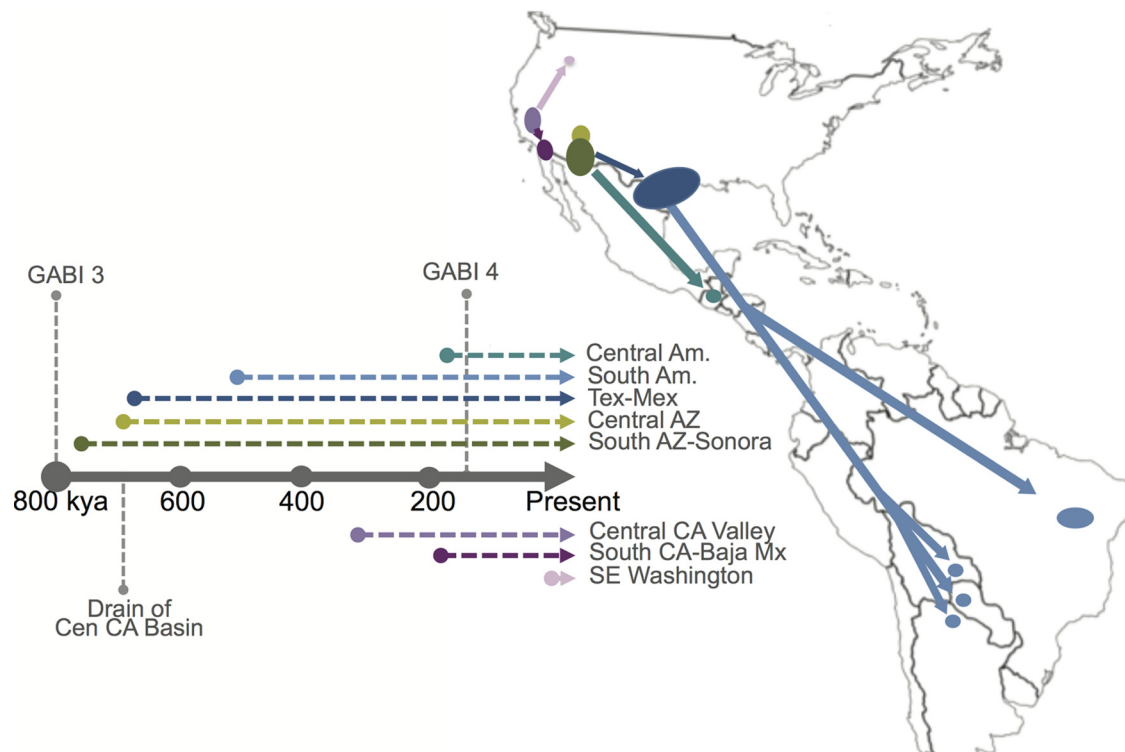 GABI 3
GABI 4
Central Am.
South Am.
Tex-Mex
Central AZ
South AZ-Sonora
800 kya
600
400
200
Present
Central CA Valley
South CA-Baja Mx
SE Washington
Drain of
Cen CA Basin